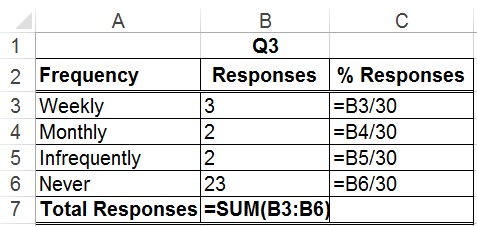 A B C
1 Q3
2 Frequency Responses % Responses
3 Weekly 3 =B3/30
4 Monthly 2 =B4/30
5 Infrequently 2 =B5/30
6 Never 23 =B6/30
7 Total Responses =SUM(B3:B6)